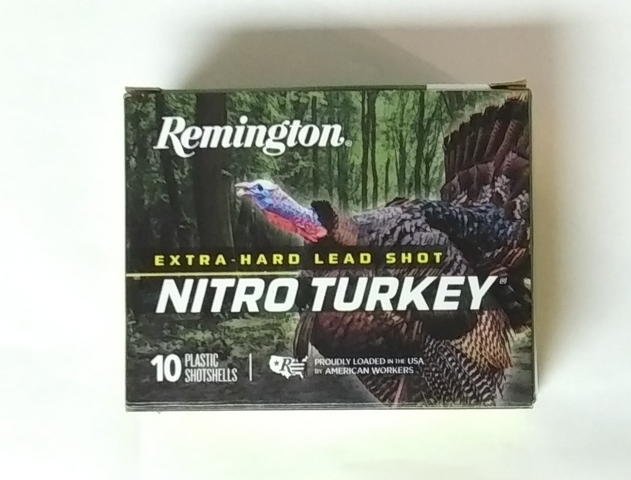 Remington®
EXTRA-HARD LEAD SHOT
NITRO TURKEY
10 PLASTIC
SHOTSHELLS
R
PROUDLY LOADED IN THE USA
BY AMERICAN WORKERS